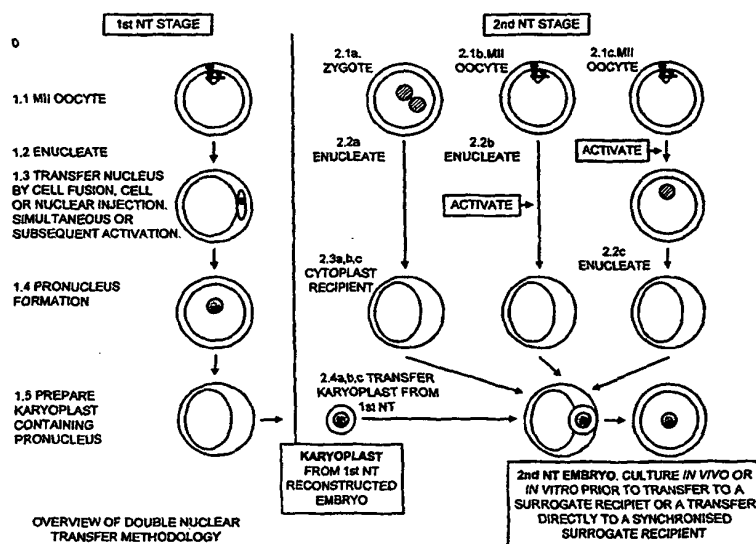 1st NT STAGE
2nd NT STAGE
D
1.1 MII OOCYTE
1.2 ENUCLEATE
1.3 TRANSFER NUCLEUS
BY CELL FUSION, CELL
OR NUCLEAR INJECTION.
SIMULTANEOUS OR
SUBSEQUENT ACTIVATION.
1.4 PRONUCLEUS
FORMATION
1.5 PREPARE
KARYOPLAST
CONTAINING
PRONUCLEUS
OVERVIEW OF DOUBLE NUCLEAR
TRANSFER METHODOLOGY
2.1a.
ZYGOTE
2.1b.MII
OOCYTE
2.1c.MII
OOCYTE
2.2a
ENUCLEATE
2.2b
ENUCLEATE
ACTIVATE
ACTIVATE
2.2c
ENUCLEATE
2.3a,b,c
CYTOPLAST
RECIPIENT
2.4a,b,c TRANSFER
KARYOPLAST FROM
1st NT
KARYOPLAST
FROM 1st NT
RECONSTRUCTED
EMBRYO
2nd NT EMBRYO, CULTURE IN VIVO OR
IN VITRO PRIOR TO TRANSFER TO A
SURROGATE RECIPIET OR A TRANSFER
DIRECTLY TO A SYNCHRONISED
SURROGATE RECIPIENT